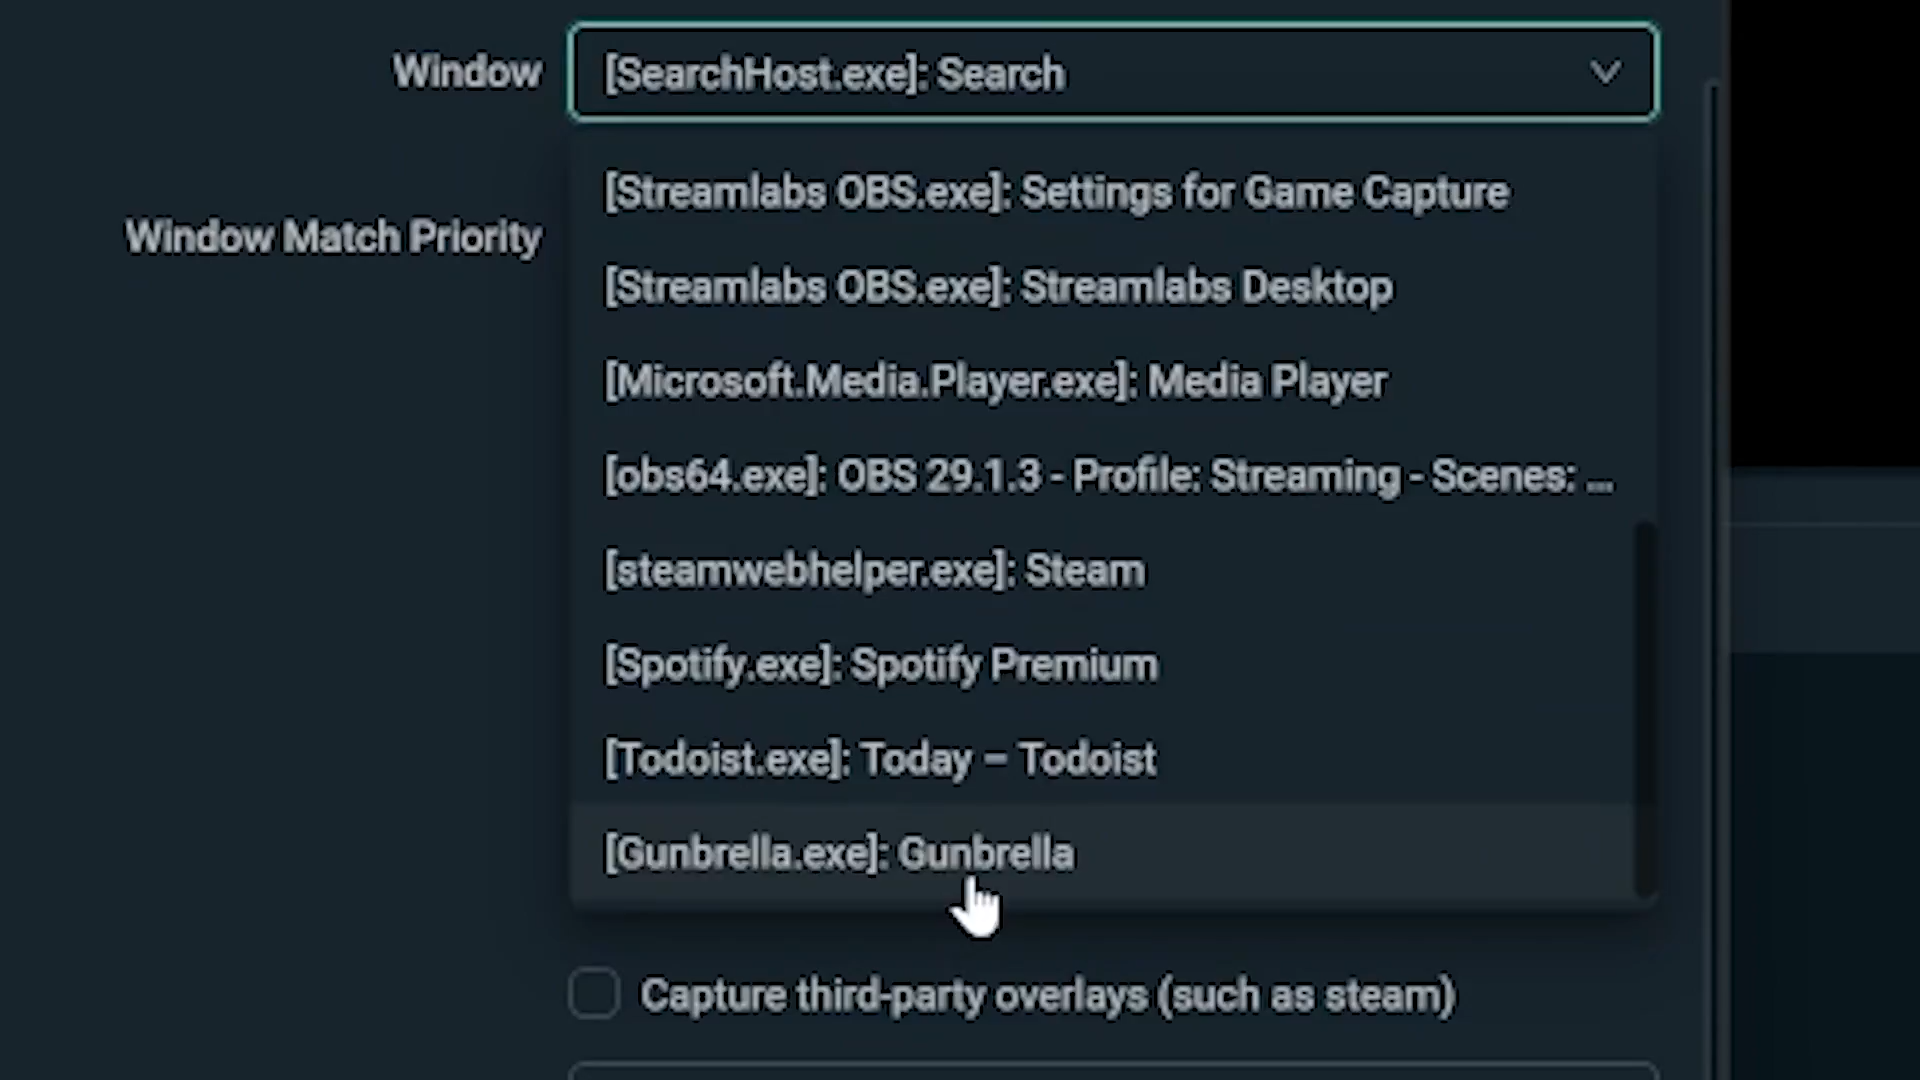 Window
[SearchHost.exe]: Search
[Streamlabs OBS.exe]: Settings for Game Capture
Window Match Priority
[Streamlabs OBS.exe]: Streamlabs Desktop
[Microsoft.Media.Player.exe]: Media Player
[obs64.exe]: OBS 29.1.3 - Profile: Streaming - Scenes: ...
[steamwebhelper.exe]: Steam
[Spotify.exe]: Spotify Premium
[Todoist.exe]: Today – Todoist
[Gunbrella.exe]: Gunbrella
Capture third-party overlays (such as steam)